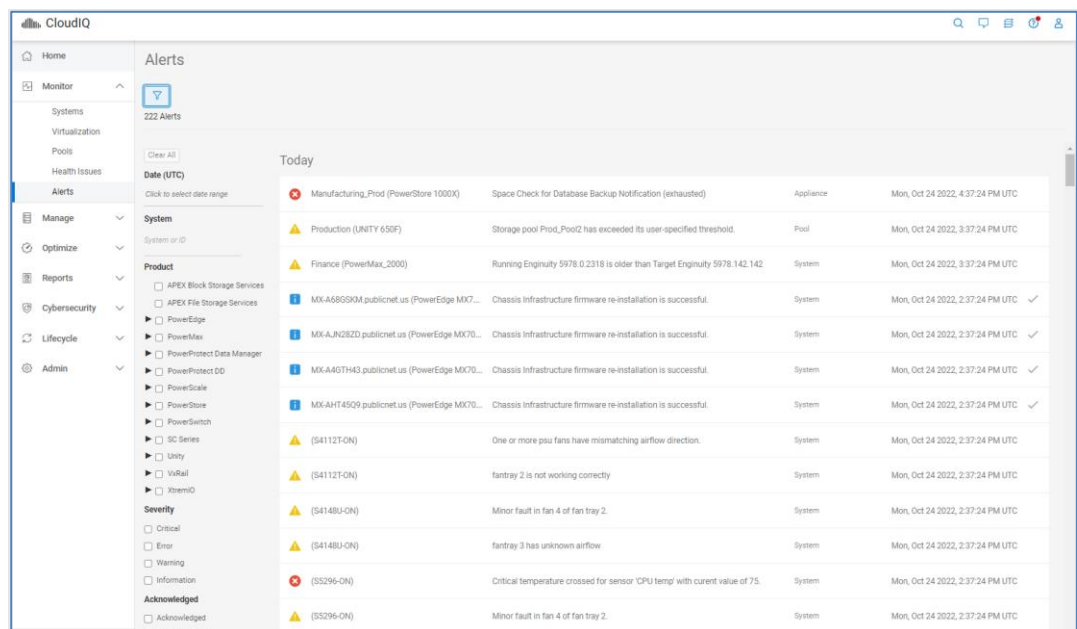 CloudIQ
Home
Monitor
Systems
Virtualization
Pools
Health Issues
Alerts
Manage
Optimize
Reports
Cybersecurity
Lifecycle
Admin
Alerts
222 Alerts
Clear All
Date (UTC)
Click to select date range
System
System or ID
Product
APEX Block Storage Services
APEX File Storage Services
PowerEdge
PowerMax
PowerProtect Data Manager
PowerProtect DD
PowerScale
PowerStore
PowerSwitch
SC Series
Unity
VxRail
XtremIO
Severity
Critical
Error
Warning
Information
Acknowledged
Acknowledged
Today
Manufacturing_Prod (PowerStore 1000X) Space Check for Database Backup Notification (exhausted) Appliance Mon, Oct 24 2022, 4:37:24 PM UTC
Production (UNITY 650F) Storage pool Prod_Pool2 has exceeded its user-specified threshold. Pool Mon, Oct 24 2022, 3:37:24 PM UTC
Finance (PowerMax_2000) Running Enginuity 5978.0.2318 is older than Target Enginuity 5978.142.142 System Mon, Oct 24 2022, 3:37:24 PM UTC
MX-A68GSKM.publicnet.us (PowerEdge MX7... Chassis Infrastructure firmware re-installation is successful. System Mon, Oct 24 2022, 2:37:24 PM UTC
MX-AJN28ZD.publicnet.us (PowerEdge MX70... Chassis Infrastructure firmware re-installation is successful. System Mon, Oct 24 2022, 2:37:24 PM UTC
MX-A4GTH43.publicnet.us (PowerEdge MX70... Chassis Infrastructure firmware re-installation is successful. System Mon, Oct 24 2022, 2:37:24 PM UTC
MX-AHT45Q9.publicnet.us (PowerEdge MX70... Chassis Infrastructure firmware re-installation is successful. System Mon, Oct 24 2022, 2:37:24 PM UTC
(S4112T-ON) One or more psu fans have mismatching airflow direction. System Mon, Oct 24 2022, 2:37:24 PM UTC
(S4112T-ON) fantray 2 is not working correctly System Mon, Oct 24 2022, 2:37:24 PM UTC
(S4148U-ON) Minor fault in fan 4 of fan tray 2. System Mon, Oct 24 2022, 2:37:24 PM UTC
(S4148U-ON) fantray 3 has unknown airflow System Mon, Oct 24 2022, 2:37:24 PM UTC
(S5296-ON) Critical temperature crossed for sensor 'CPU temp' with curent value of 75. System Mon, Oct 24 2022, 2:37:24 PM UTC
(S5296-ON) Minor fault in fan 4 of fan tray 2. System Mon, Oct 24 2022, 2:37:24 PM UTC